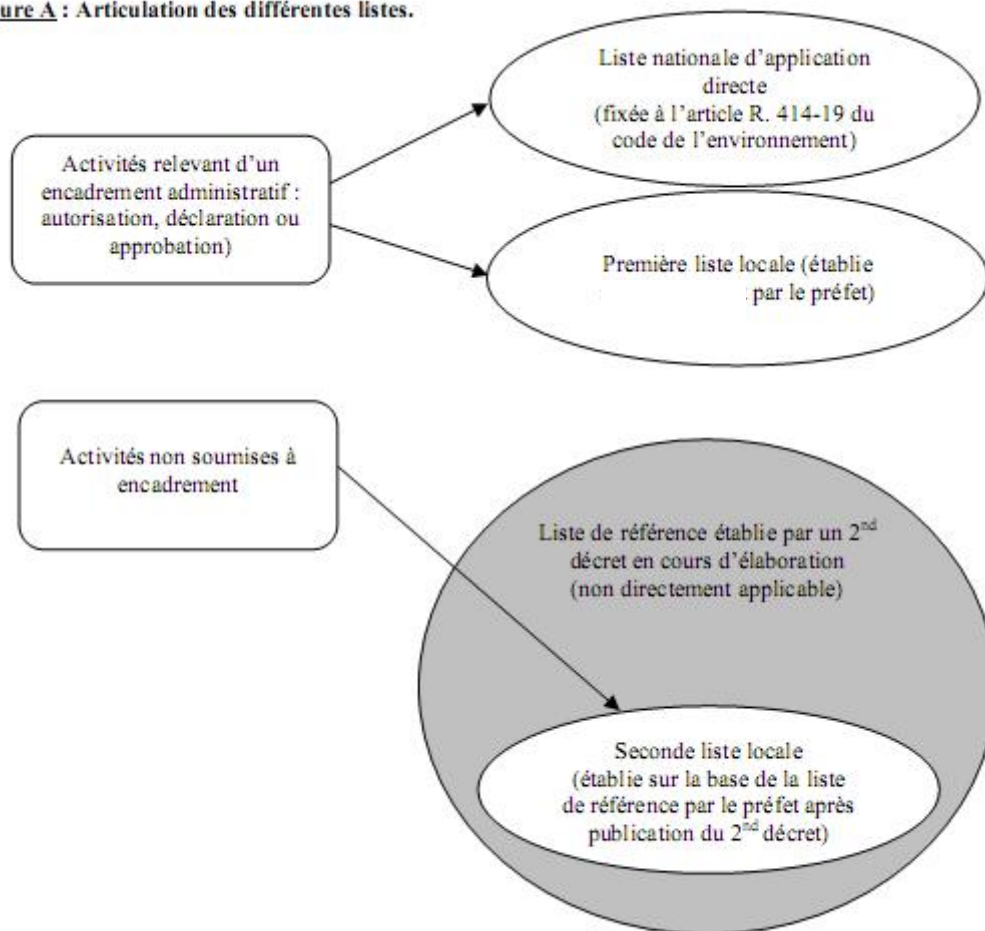 ure A : Articulation des différentes listes.
Liste nationale d'application
directe
(fixée à l'article R. 414-19 du
code de l'environnement)
Activités relevant d'un
encadrement administratif :
autorisation, déclaration ou
approbation)
Première liste locale (établie
: par le préfet)
Activités non soumises à
encadrement
Liste de référence établie par un 2nd
décret en cours d'élaboration
(non directement applicable)
Seconde liste locale
(établie sur la base de la liste
de référence par le préfet après
publication du 2nd décret)